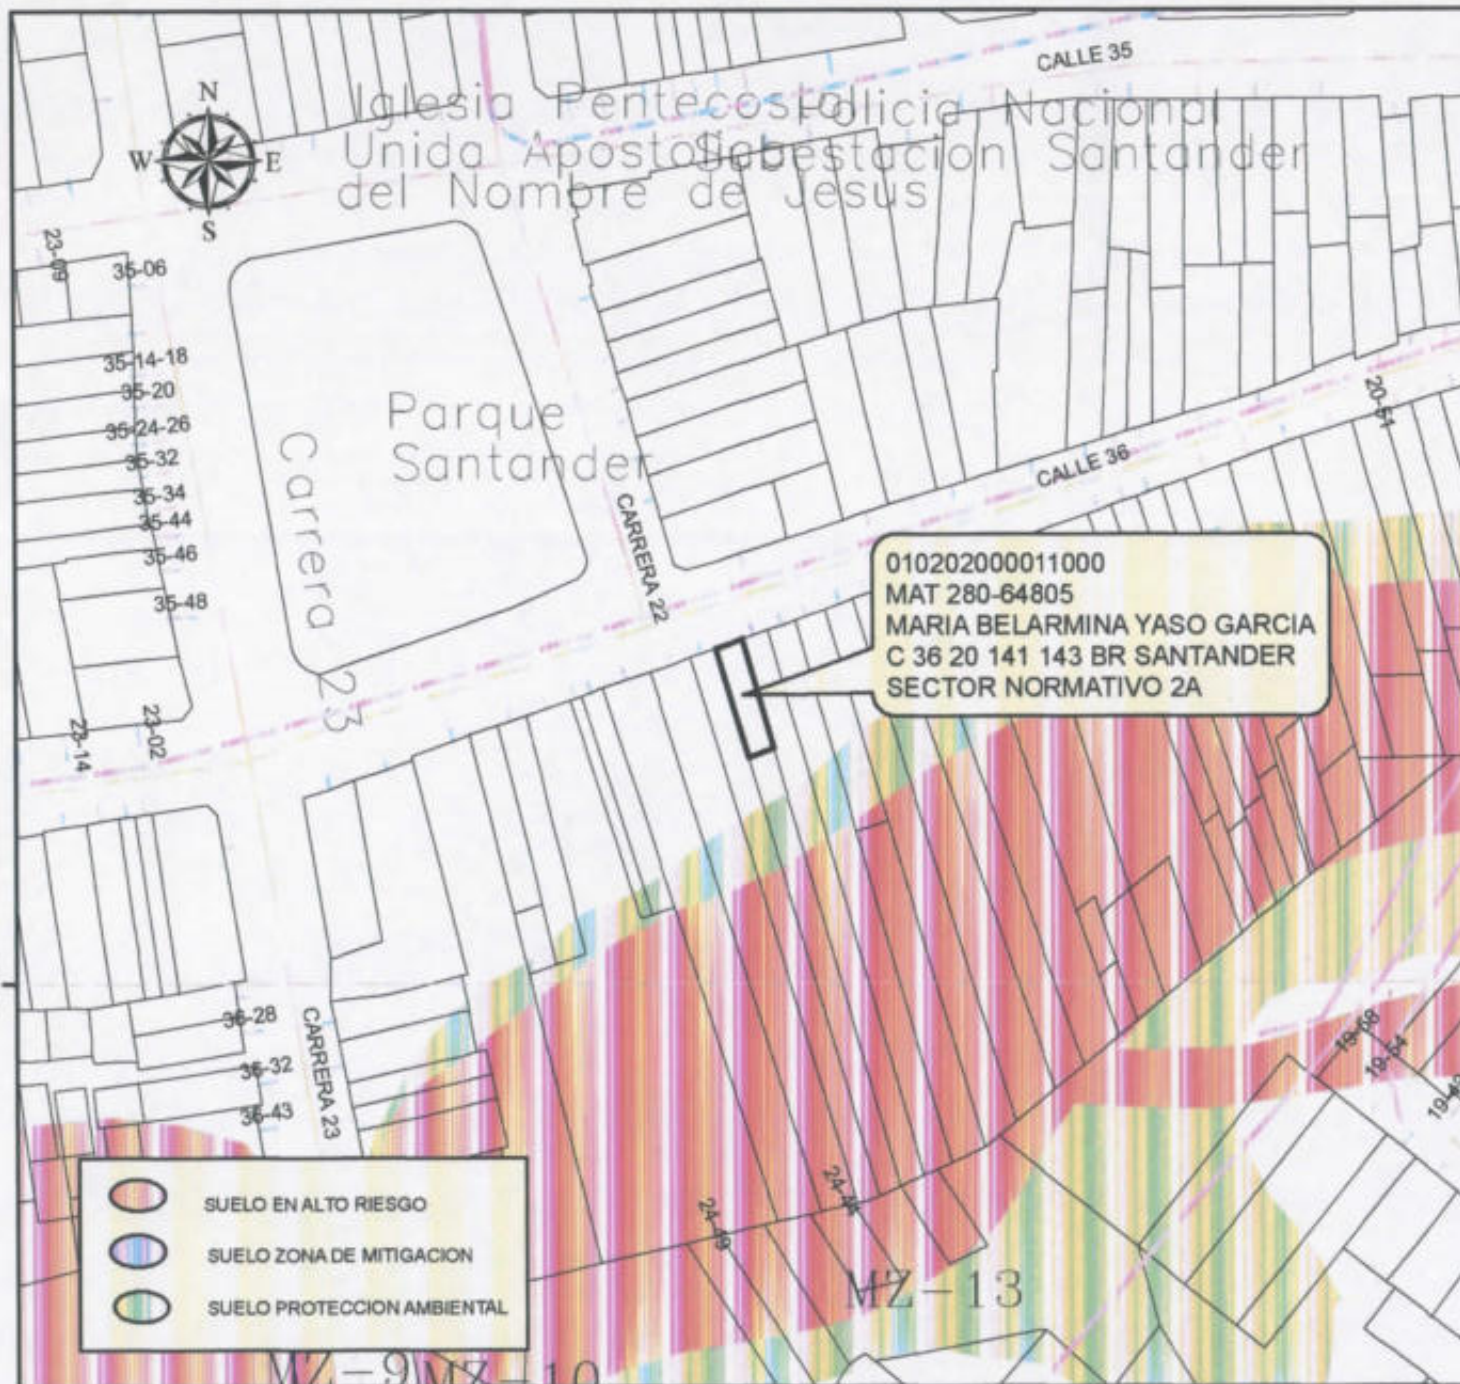 CALLE 35
N
W E
S
Iglesia Pentecostal
Unida Apostolica
del Nombre de Jesus
Policia Nacional
Subestacion Santander
23-09
35-06
35-14-18
35-20
35-24-26
35-32
35-34
35-44
35-46
35-48
23-14
23-02
Parque
Santander
Carrera 23
CARRERA 22
CALLE 36
20-51
010202000011000
MAT 280-64805
MARIA BELARMINA YASO GARCIA
C 36 20 141 143 BR SANTANDER
SECTOR NORMATIVO 2A
36-28
36-32
36-43
CARRERA 23
19-68
19-54
24-49
MZ-13
SUELO EN ALTO RIESGO
SUELO ZONA DE MITIGACION
SUELO PROTECCION AMBIENTAL
MZ-9
MZ-10